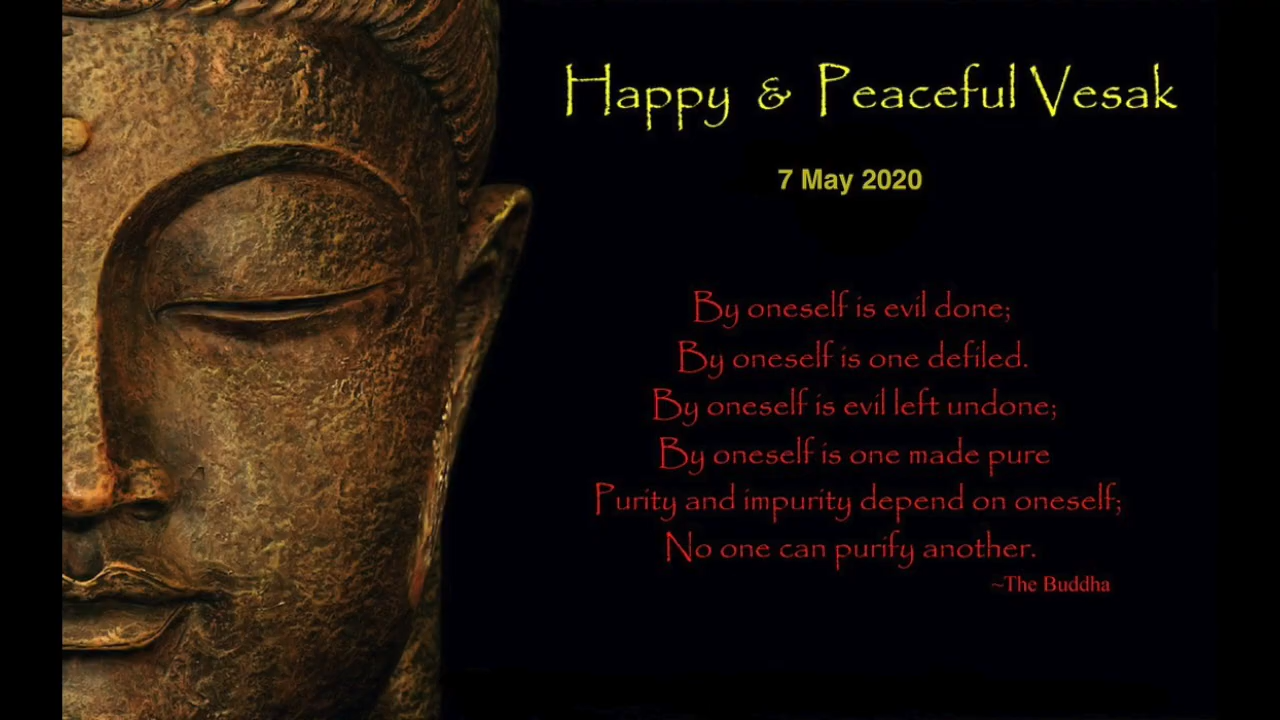 Happy & Peaceful Vesak
7 May 2020
By oneself is evil done;
By oneself is one defiled.
By oneself is evil left undone;
By oneself is one made pure
Purity and impurity depend on oneself;
No one can purify another.
~The Buddha